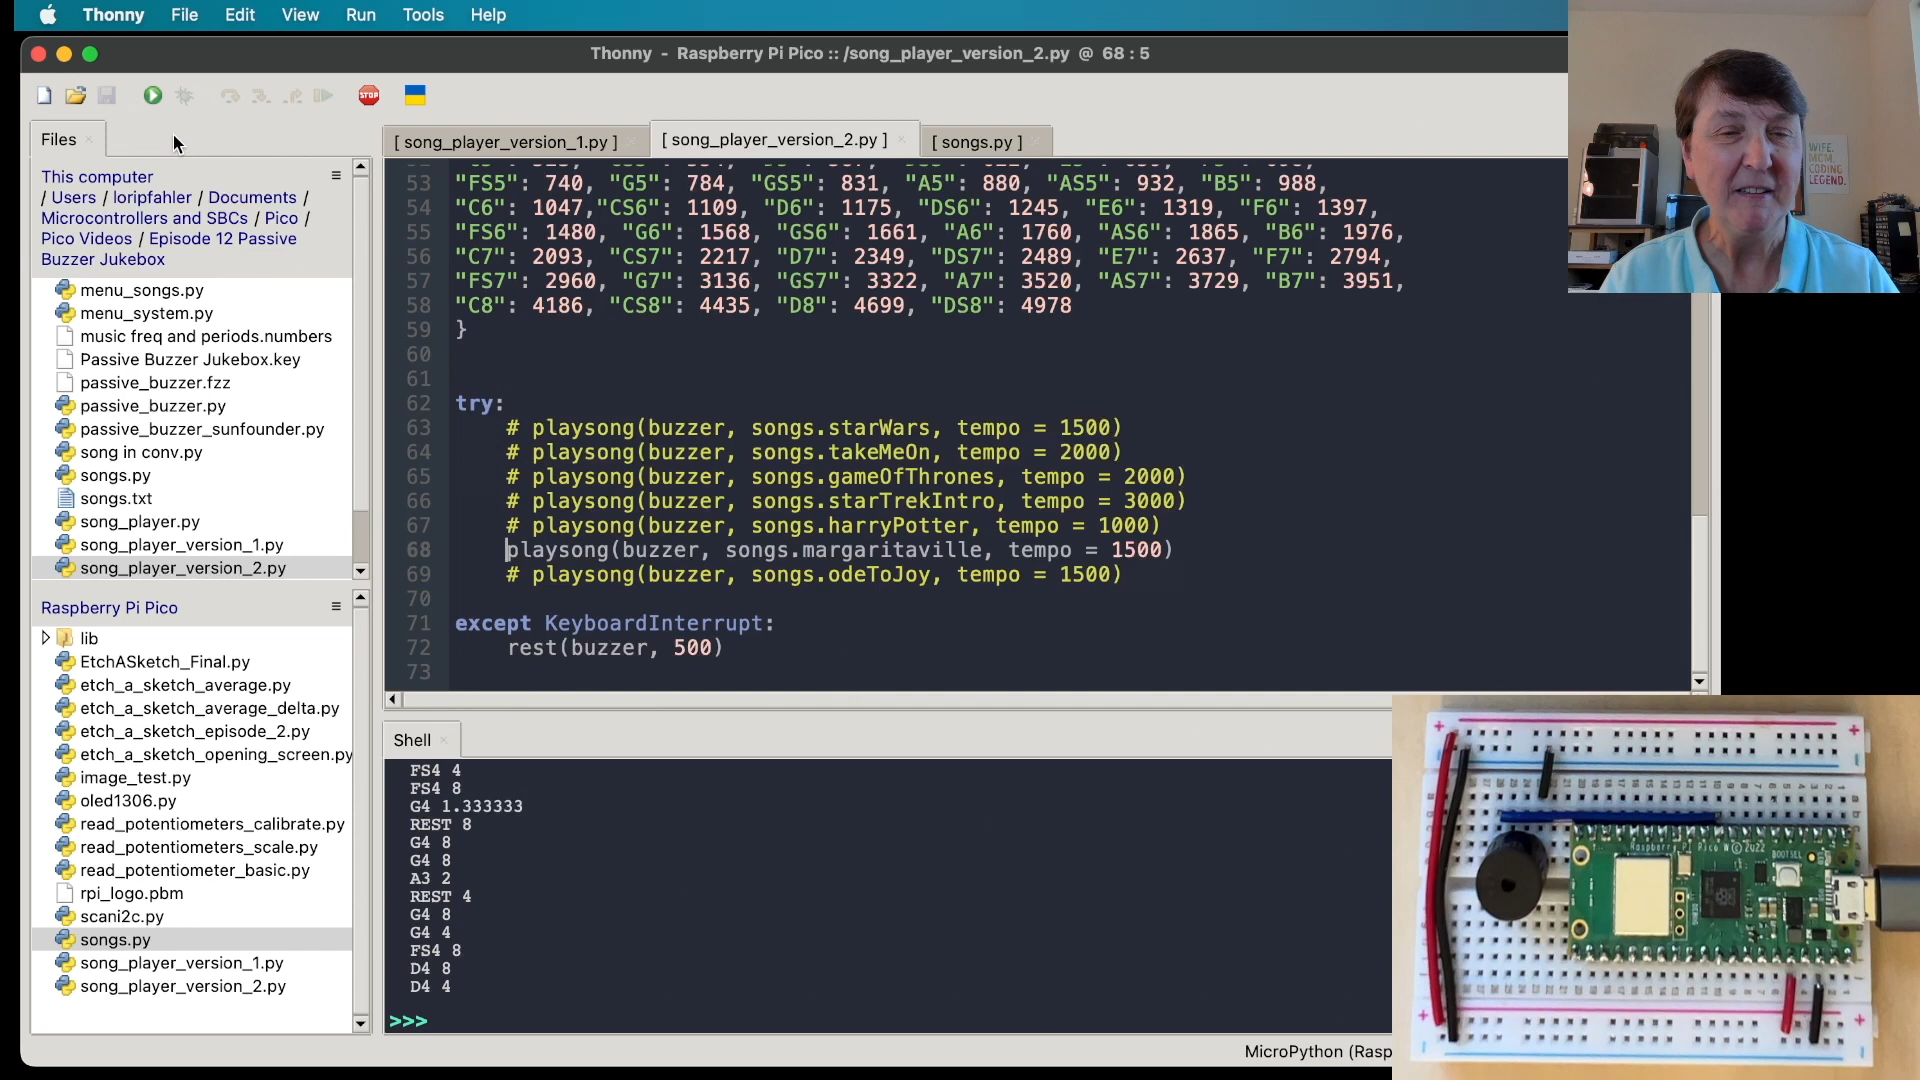 Thonny File Edit View Run Tools Help
Thonny - Raspberry Pi Pico :: /song_player_version_2.py @ 68 : 5
STOP
Files
[ song_player_version_1.py ] [ song_player_version_2.py ] [ songs.py ]
This computer
/ Users / loripfahler / Documents /
Microcontrollers and SBCs / Pico /
Pico Videos / Episode 12 Passive
Buzzer Jukebox
menu_songs.py
menu_system.py
music freq and periods.numbers
Passive Buzzer Jukebox.key
passive_buzzer.fzz
passive_buzzer.py
passive_buzzer_sunfounder.py
song in conv.py
songs.py
songs.txt
song_player.py
song_player_version_1.py
song_player_version_2.py
Raspberry Pi Pico
lib
EtchASketch_Final.py
etch_a_sketch_average.py
etch_a_sketch_average_delta.py
etch_a_sketch_episode_2.py
etch_a_sketch_opening_screen.py
image_test.py
oled1306.py
read_potentiometers_calibrate.py
read_potentiometers_scale.py
read_potentiometer_basic.py
rpi_logo.pbm
scani2c.py
songs.py
song_player_version_1.py
song_player_version_2.py
53 "FS5": 740, "G5": 784, "GS5": 831, "A5": 880, "AS5": 932, "B5": 988,
54 "C6": 1047,"CS6": 1109, "D6": 1175, "DS6": 1245, "E6": 1319, "F6": 1397,
55 "FS6": 1480, "G6": 1568, "GS6": 1661, "A6": 1760, "AS6": 1865, "B6": 1976,
56 "C7": 2093, "CS7": 2217, "D7": 2349, "DS7": 2489, "E7": 2637, "F7": 2794,
57 "FS7": 2960, "G7": 3136, "GS7": 3322, "A7": 3520, "AS7": 3729, "B7": 3951,
58 "C8": 4186, "CS8": 4435, "D8": 4699, "DS8": 4978
59 }
60
61
62 try:
63 # playsong(buzzer, songs.starWars, tempo = 1500)
64 # playsong(buzzer, songs.takeMeOn, tempo = 2000)
65 # playsong(buzzer, songs.gameOfThrones, tempo = 2000)
66 # playsong(buzzer, songs.starTrekIntro, tempo = 3000)
67 # playsong(buzzer, songs.harryPotter, tempo = 1000)
68 playsong(buzzer, songs.margaritaville, tempo = 1500)
69 # playsong(buzzer, songs.odeToJoy, tempo = 1500)
70
71 except KeyboardInterrupt:
72 rest(buzzer, 500)
73
Shell
FS4 4
FS4 8
G4 1.333333
REST 8
G4 8
G4 8
A3 2
REST 4
G4 8
G4 4
FS4 8
D4 8
D4 4
>>>
MicroPython (Rasp
WIFE.
MOM.
CODING
LEGEND.
Raspberry Pi Pico W © 2022
BOOTSEL